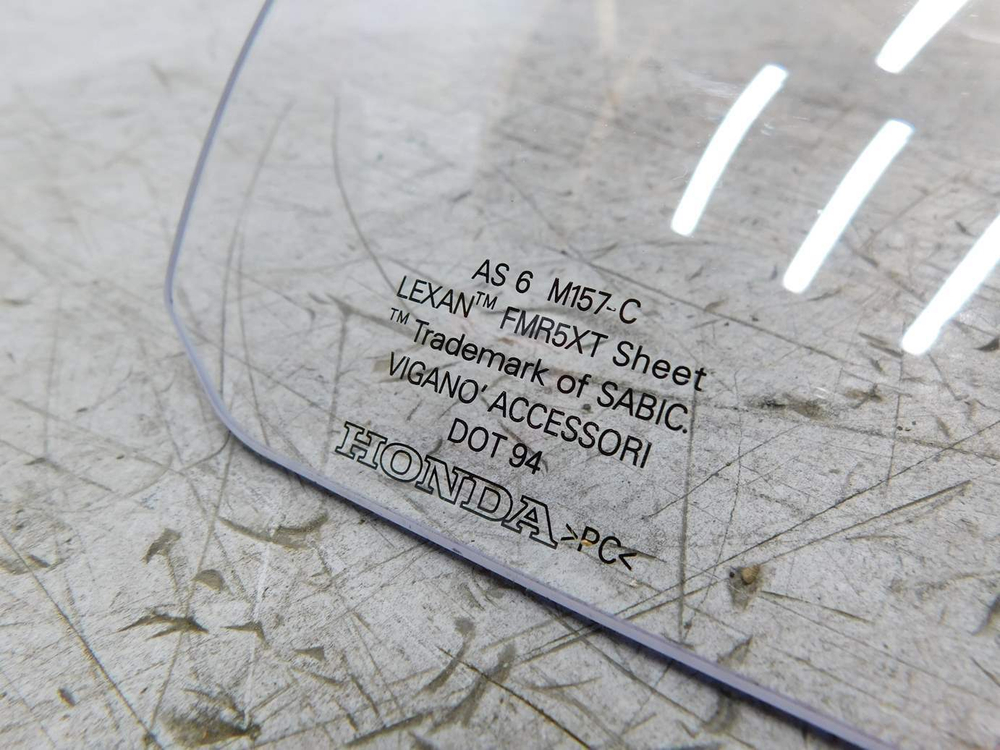 AS 6 M157-C
LEXAN™ FMR5XT Sheet
™ Trademark of SABIC.
VIGANO' ACCESSORI
DOT 94
HONDA >PC<